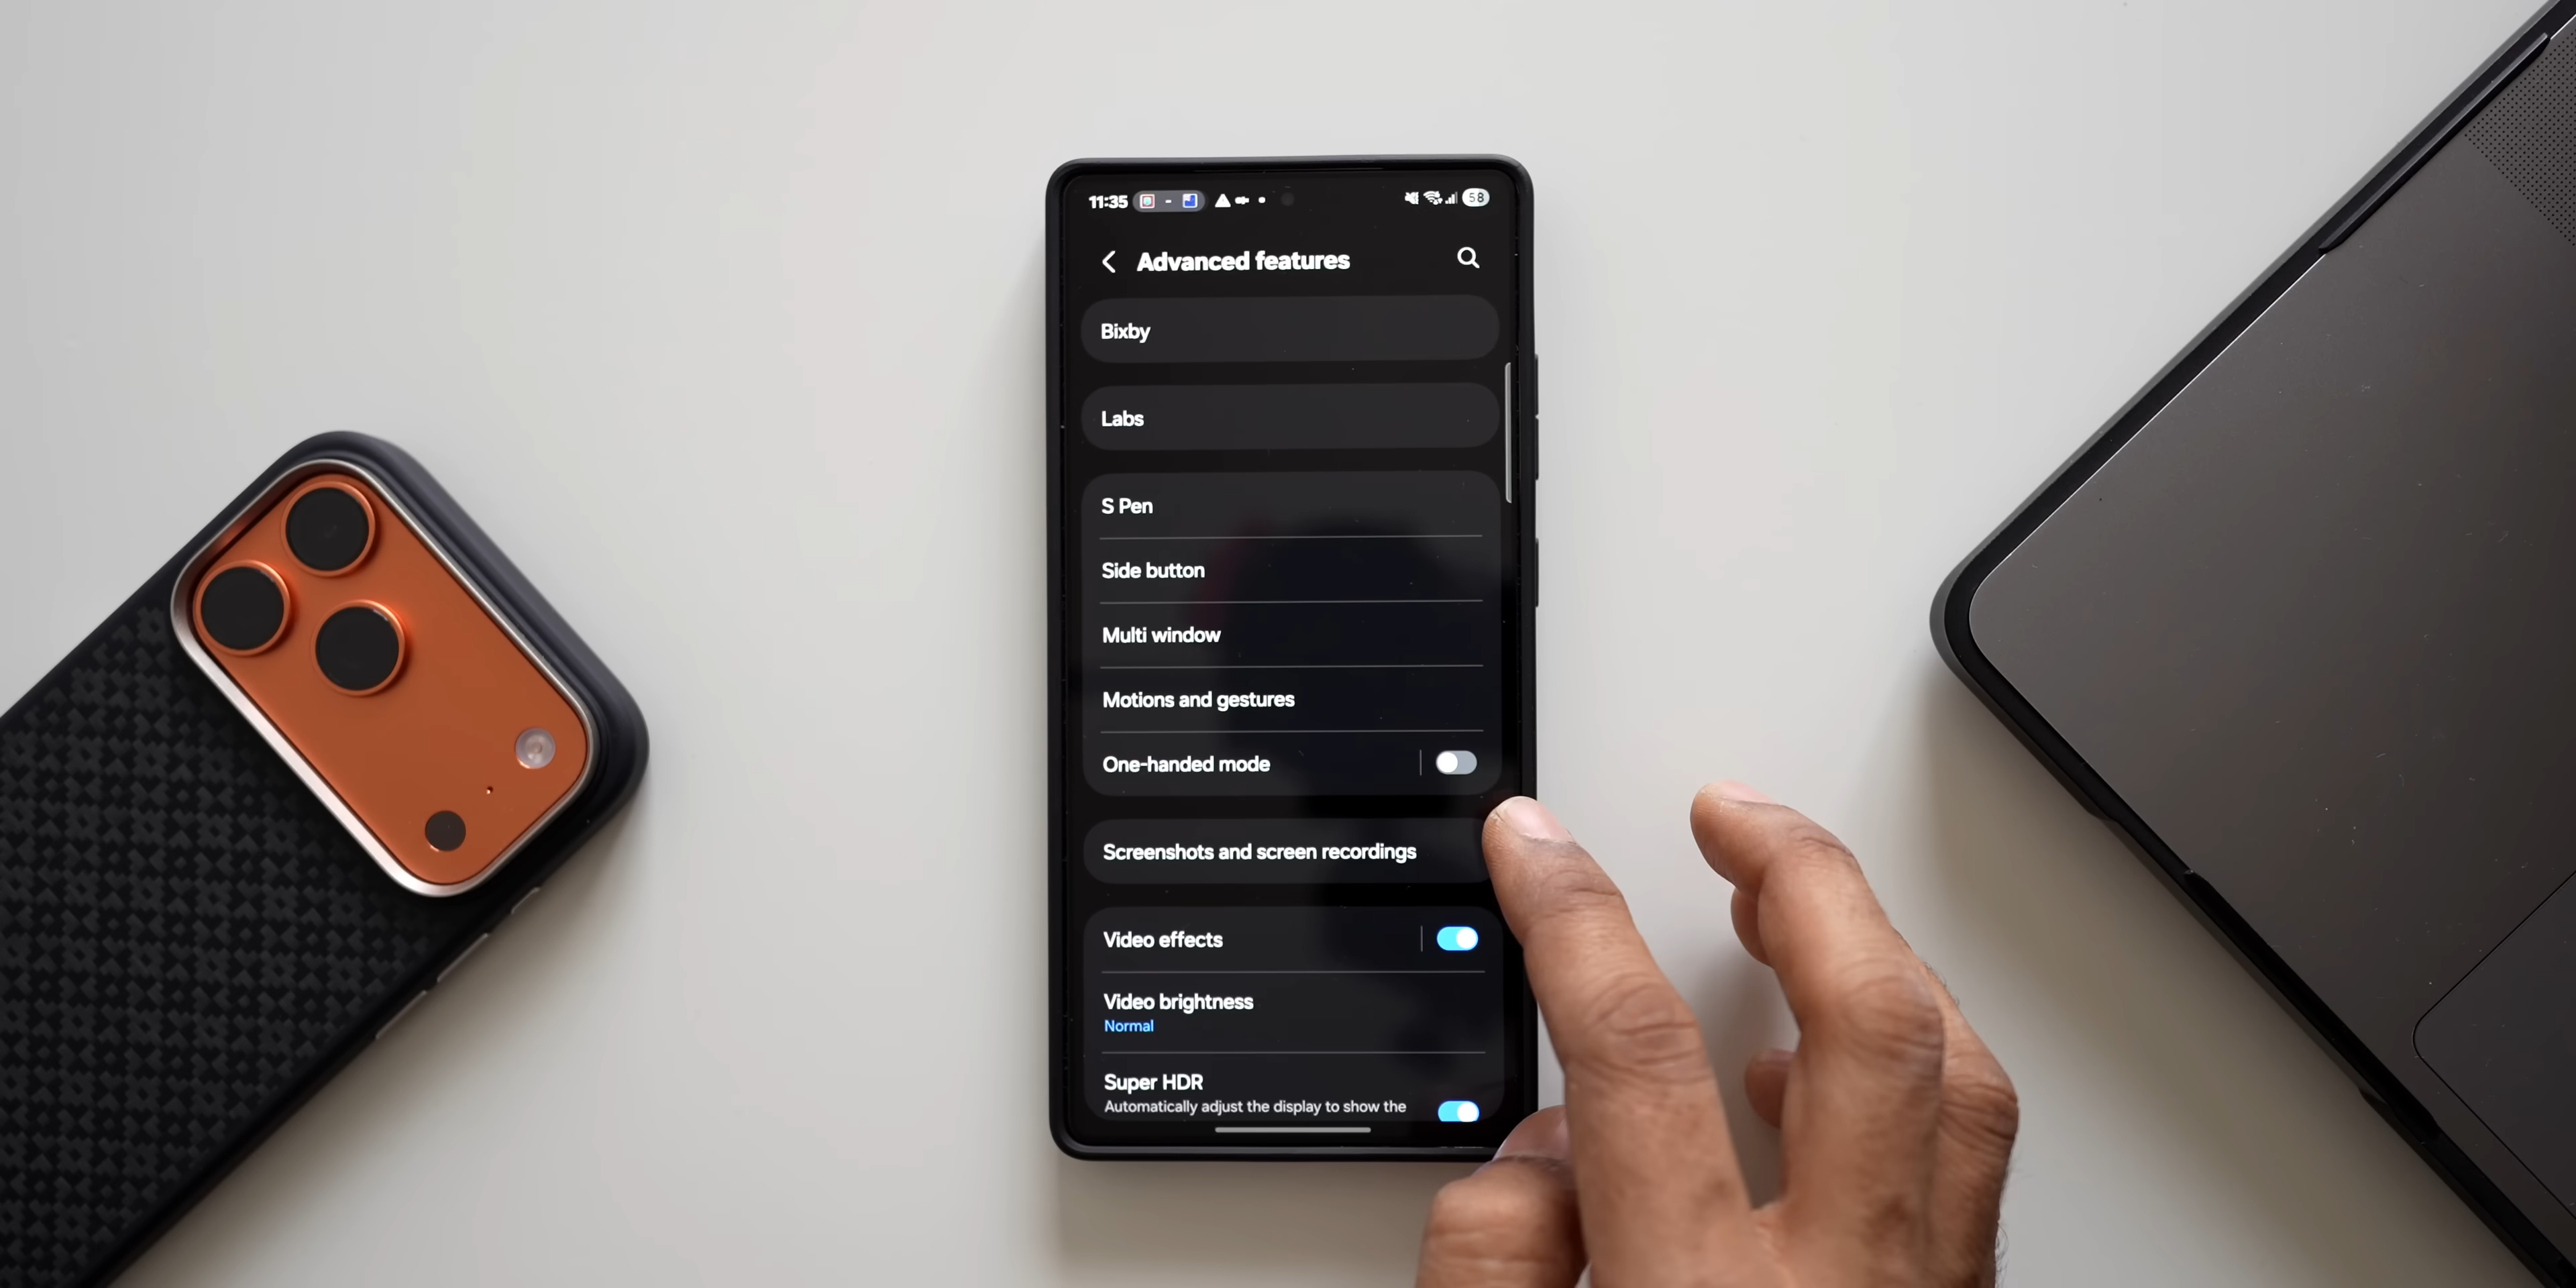 11:35
58
Advanced features
Bixby
Labs
S Pen
Side button
Multi window
Motions and gestures
One-handed mode
Screenshots and screen recordings
Video effects
Video brightness
Normal
Super HDR
Automatically adjust the display to show the